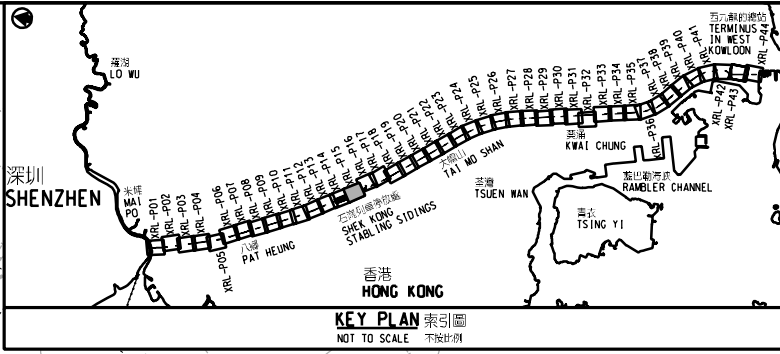 羅湖
LO WU
深圳
SHENZHEN
米埔
MAI
PO
XRL-P01
XRL-P02
XRL-P03
XRL-P04
XRL-P05
XRL-P06
XRL-P07
XRL-P08
XRL-P09
XRL-P10
XRL-P11
XRL-P12
XRL-P13
XRL-P14
XRL-P15
XRL-P16
XRL-P17
XRL-P18
XRL-P19
XRL-P20
XRL-P21
XRL-P22
XRL-P23
XRL-P24
XRL-P25
XRL-P26
XRL-P27
XRL-P28
XRL-P29
XRL-P30
XRL-P31
XRL-P32
XRL-P33
XRL-P34
XRL-P35
XRL-P36
XRL-P37
XRL-P38
XRL-P39
XRL-P40
XRL-P41
XRL-P42
XRL-P43
XRL-P44
西九龍的總站
TERMINUS
IN WEST
KOWLOON
八鄉
PAT HEUNG
SHEK KONG
STABLING SIDINGS
大帽山
TAI MO SHAN
葵涌
KWAI CHUNG
荃灣
TSUEN WAN
藍巴勒海峽
RAMBLER CHANNEL
青衣
TSING YI
香港
HONG KONG
KEY PLAN 索引圖
NOT TO SCALE 不按比例